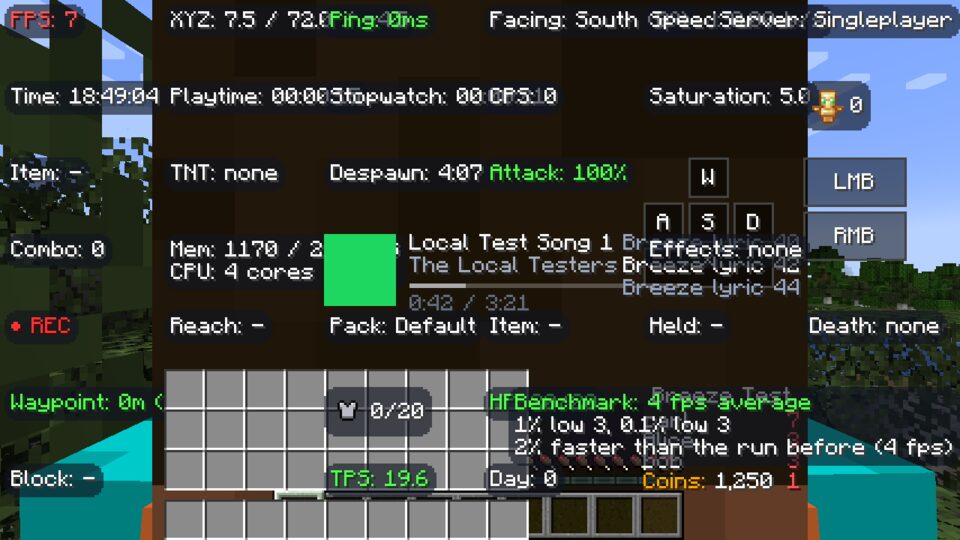 FPS: 7
XYZ: 7.5 / 72.
Ping: 0ms
Facing: South
Speed
Server: Singleplayer
Time: 18:49:04
Playtime: 00:00
Stopwatch: 00:
CPS: 0
Saturation: 5.0
0
Item: -
TNT: none
Despawn: 4:07
Attack: 100%
W
LMB
A S D
RMB
Combo: 0
Mem: 1170 / 2
CPU: 4 cores
Local Test Song 1
The Local Testers
0:42 / 3:21
Effects: none
Breeze lyric 42
Breeze lyric 44
• REC
Reach: -
Pack: Default
Item: -
Held: -
Death: none
Waypoint: 0m (
0/20
Breeze Test
Benchmark: 4 fps average
1% low 3, 0.1% low 3
2% faster than the run before (4 fps)
Block: -
TPS: 19.6
Day: 0
Coins: 1,250
1